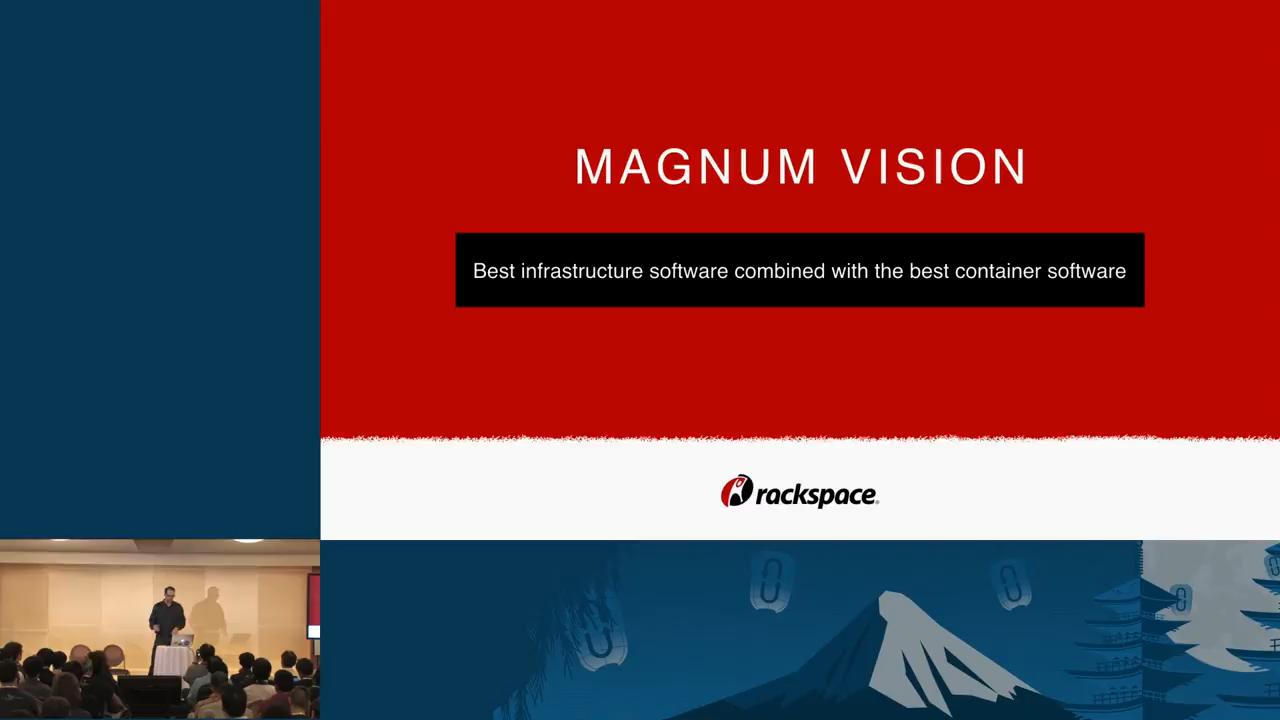 MAGNUM VISION
Best infrastructure software combined with the best container software
rackspace